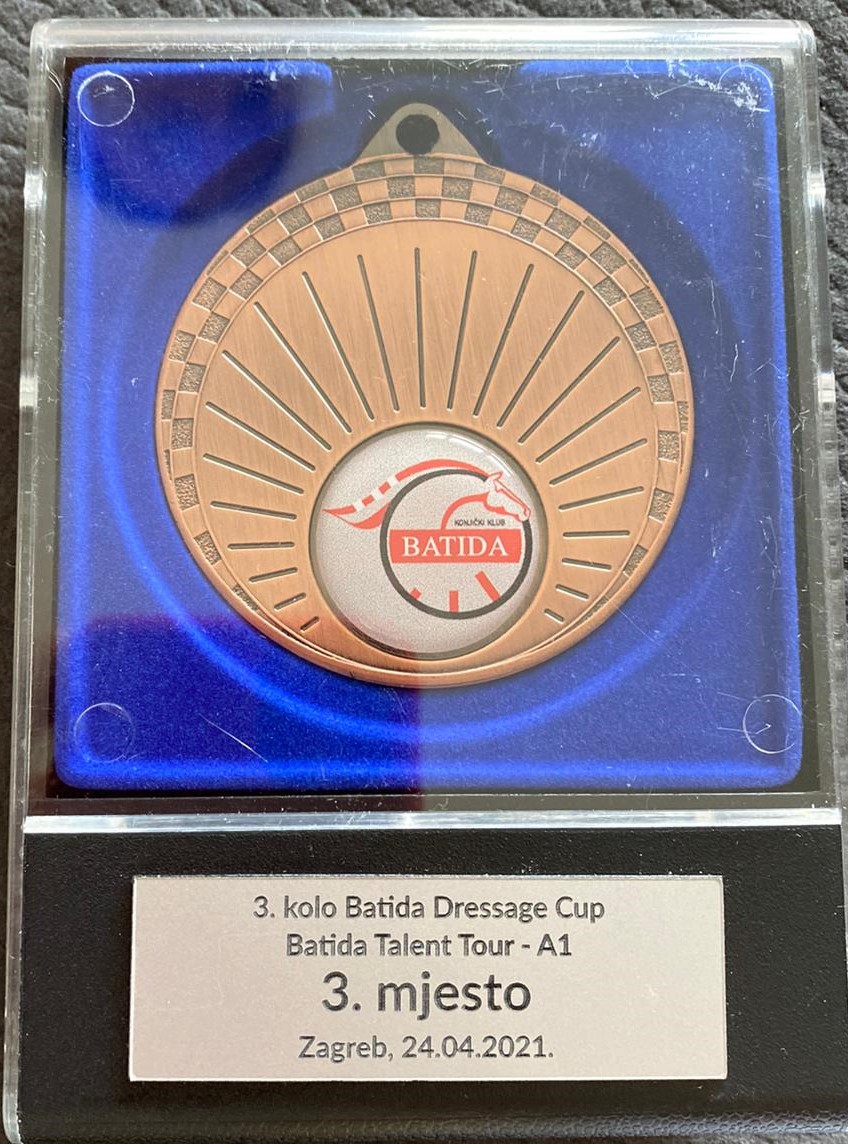 KONJIČKI KLUB
BATIDA
3. kolo Batida Dressage Cup
Batida Talent Tour - A1
3. mjesto
Zagreb, 24.04.2021.